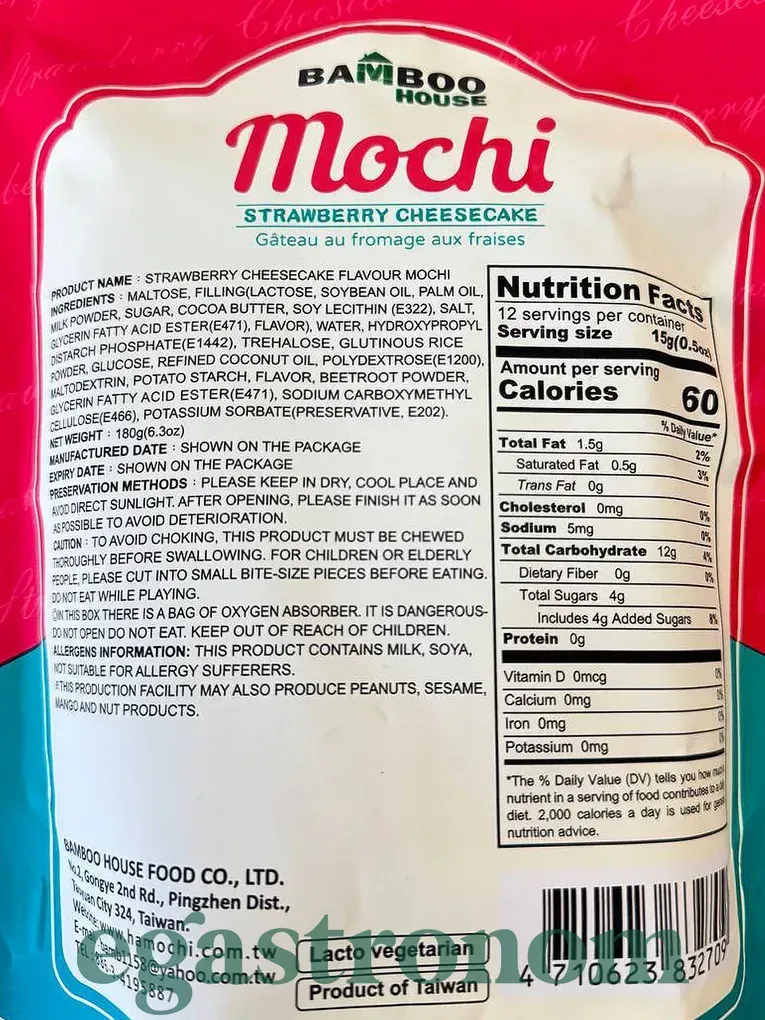 BAMBOO
HOUSE
Mochi
STRAWBERRY CHEESECAKE
Gâteau au fromage aux fraises
PRODUCT NAME : STRAWBERRY CHEESECAKE FLAVOUR MOCHI
INGREDIENTS : MALTOSE, FILLING(LACTOSE, SOYBEAN OIL, PALM OIL,
MILK POWDER, SUGAR, COCOA BUTTER, SOY LECITHIN (E322), SALT,
GLYCERIN FATTY ACID ESTER(E471), FLAVOR), WATER, HYDROXYPROPYL
DISTARCH PHOSPHATE(E1442), TREHALOSE, GLUTINOUS RICE
POWDER, GLUCOSE, REFINED COCONUT OIL, POLYDEXTROSE(E1200),
MALTODEXTRIN, POTATO STARCH, FLAVOR, BEETROOT POWDER,
GLYCERIN FATTY ACID ESTER(E471), SODIUM CARBOXYMETHYL
CELLULOSE(E466), POTASSIUM SORBATE(PRESERVATIVE, E202).
NET WEIGHT : 180g(6.3oz)
MANUFACTURED DATE : SHOWN ON THE PACKAGE
EXPIRY DATE : SHOWN ON THE PACKAGE
PRESERVATION METHODS : PLEASE KEEP IN DRY, COOL PLACE AND
AVOID DIRECT SUNLIGHT. AFTER OPENING, PLEASE FINISH IT AS SOON
AS POSSIBLE TO AVOID DETERIORATION.
CAUTION : TO AVOID CHOKING, THIS PRODUCT MUST BE CHEWED
THOROUGHLY BEFORE SWALLOWING. FOR CHILDREN OR ELDERLY
PEOPLE, PLEASE CUT INTO SMALL BITE-SIZE PIECES BEFORE EATING.
DO NOT EAT WHILE PLAYING.
IN THIS BOX THERE IS A BAG OF OXYGEN ABSORBER. IT IS DANGEROUS-
DO NOT OPEN DO NOT EAT. KEEP OUT OF REACH OF CHILDREN.
ALLERGENS INFORMATION: THIS PRODUCT CONTAINS MILK, SOYA,
NOT SUITABLE FOR ALLERGY SUFFERERS.
THIS PRODUCTION FACILITY MAY ALSO PRODUCE PEANUTS, SESAME,
MANGO AND NUT PRODUCTS.
Nutrition Facts
12 servings per container
Serving size 15g(0.5oz)
Amount per serving
Calories 60
% Daily Value*
Total Fat 1.5g 2%
Saturated Fat 0.5g 3%
Trans Fat 0g
Cholesterol 0mg 0%
Sodium 5mg 0%
Total Carbohydrate 12g 4%
Dietary Fiber 0g 0%
Total Sugars 4g
Includes 4g Added Sugars 8%
Protein 0g
Vitamin D 0mcg 0%
Calcium 0mg 0%
Iron 0mg 0%
Potassium 0mg 0%
*The % Daily Value (DV) tells you how much
nutrient in a serving of food contributes to a
diet. 2,000 calories a day is used for
nutrition advice.
BAMBOO HOUSE FOOD CO., LTD.
No.2, Gongye 2nd Rd., Pingzhen Dist.,
Taoyuan City 324, Taiwan.
Website: www.hamochi.com.tw
@yahoo.com.tw
TEL:
Lacto vegetarian
Product of Taiwan
4 710623 832709
egastronom